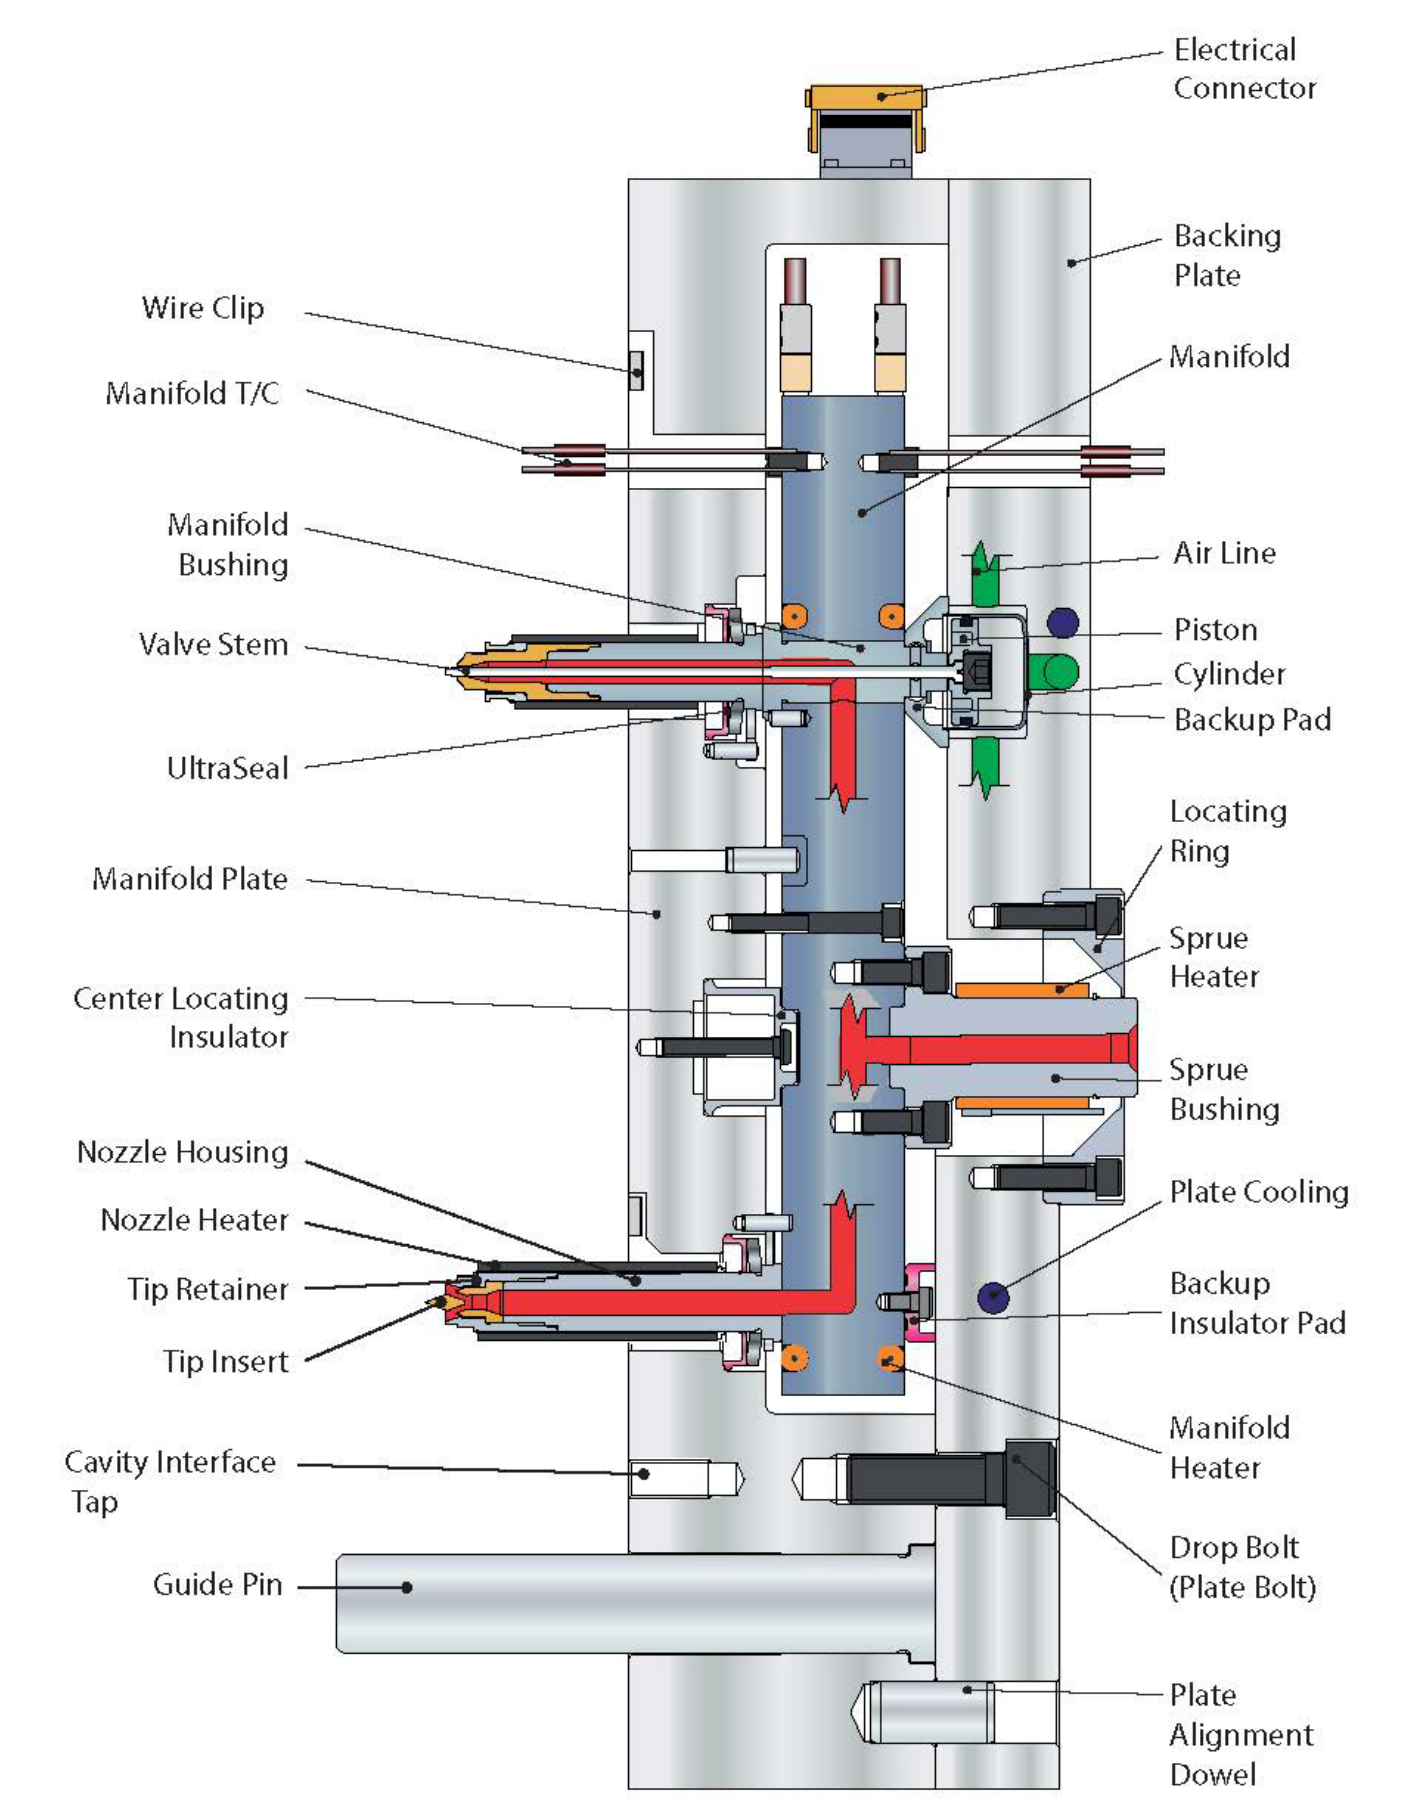 Electrical
Connector
Backing
Plate
Wire Clip
Manifold
Manifold T/C
Manifold
Bushing
Air Line
Valve Stem
Piston
Cylinder
Backup Pad
UltraSeal
Locating
Ring
Manifold Plate
Sprue
Heater
Center Locating
Insulator
Sprue
Bushing
Nozzle Housing
Plate Cooling
Nozzle Heater
Tip Retainer
Backup
Insulator Pad
Tip Insert
Manifold
Heater
Cavity Interface
Tap
Drop Bolt
(Plate Bolt)
Guide Pin
Plate
Alignment
Dowel